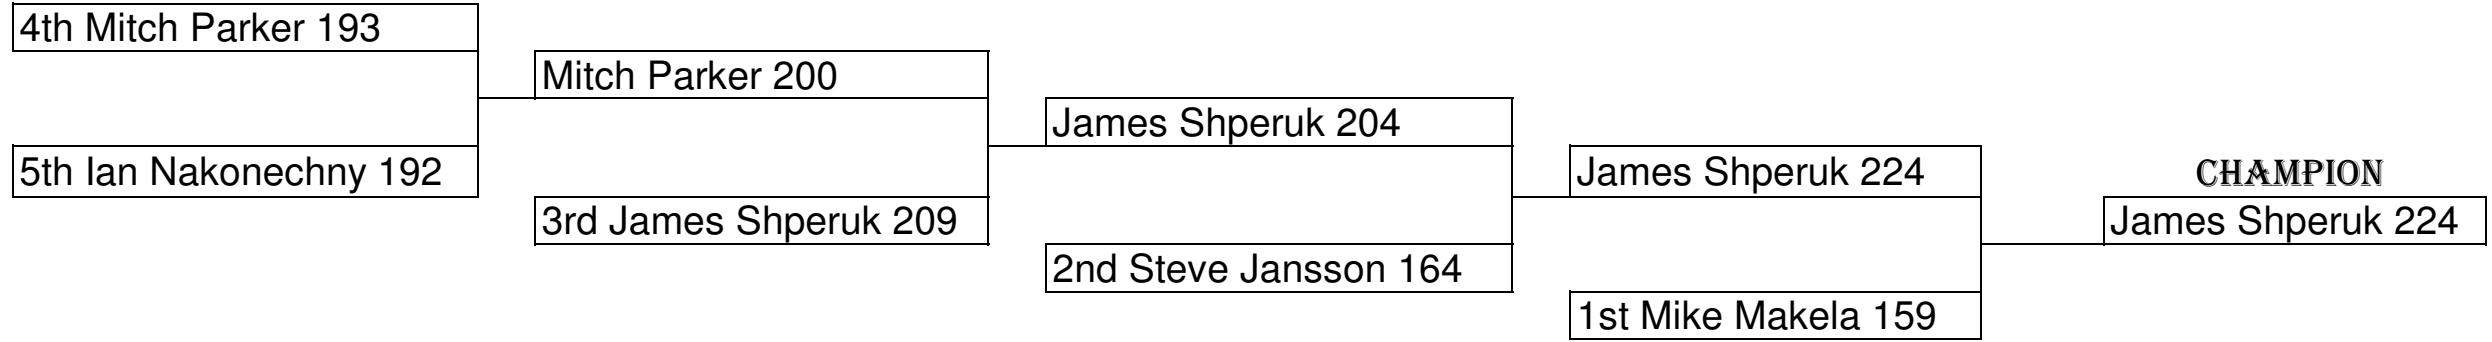 4th Mitch Parker 193
5th Ian Nakonechny 192
Mitch Parker 200
3rd James Shperuk 209
James Shperuk 204
2nd Steve Jansson 164
James Shperuk 224
1st Mike Makela 159
CHAMPION
James Shperuk 224